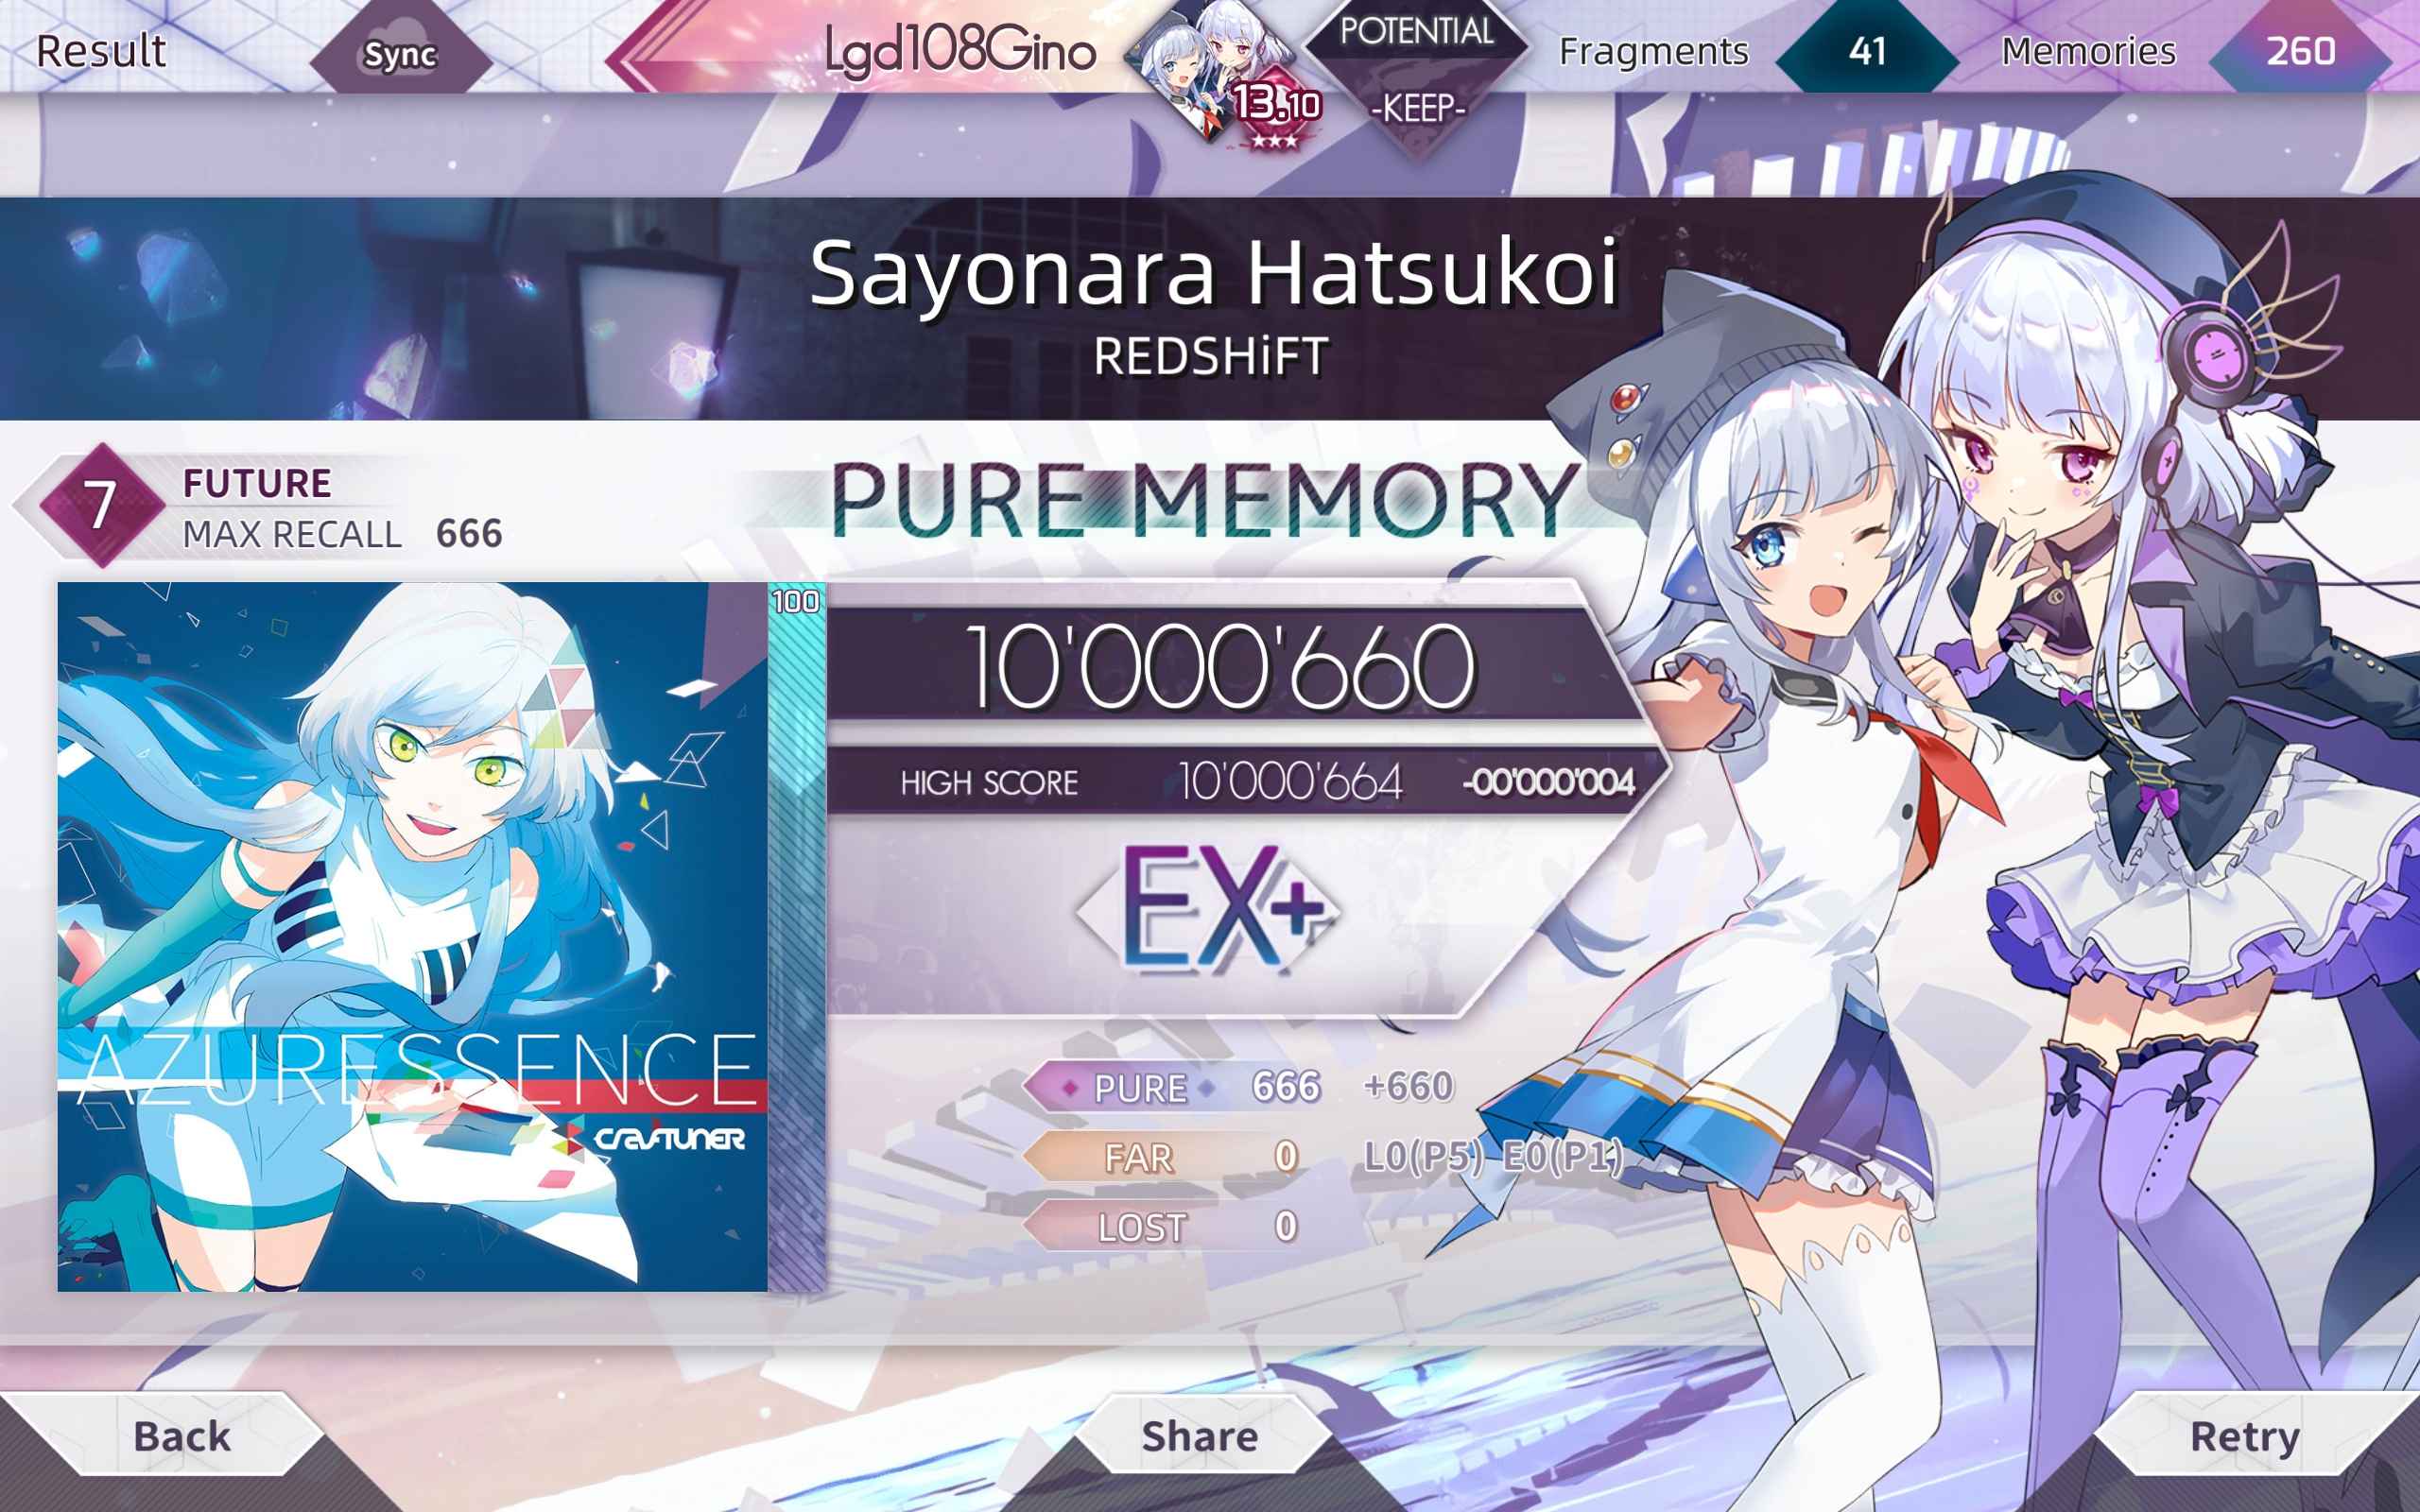 Result
Sync
Lgd108Gino
13.10
POTENTIAL
-KEEP-
Fragments 41
Memories 260
Sayonara Hatsukoi
REDSHiFT
7
FUTURE
MAX RECALL 666
PURE MEMORY
100
10'000'660
HIGH SCORE 10'000'664 -00'000'004
EX+
AZURESSENCE
CRAFTUNER
PURE 666 +660
FAR 0 L0(P5) E0(P1)
LOST 0
Back
Share
Retry